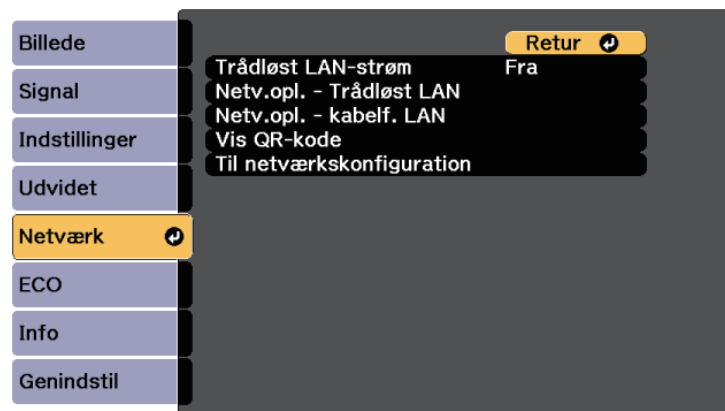 Billede
Signal
Indstillinger
Udvidet
Netværk
ECO
Info
Genindstil
Retur
Trådløst LAN-strøm Fra
Netv.opl. - Trådløst LAN
Netv.opl. - kabelf. LAN
Vis QR-kode
Til netværkskonfiguration